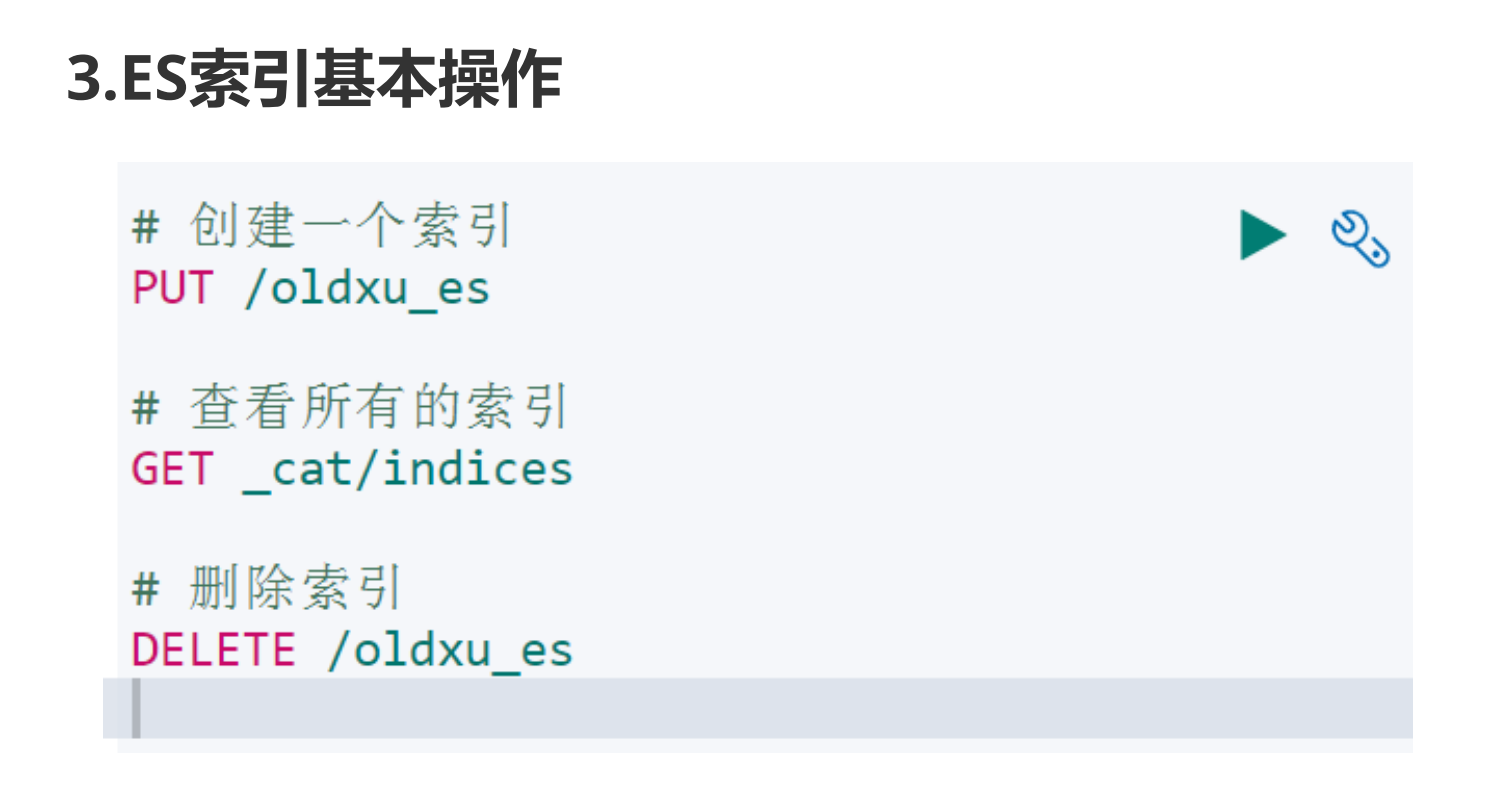 3.ES索引基本操作
# 创建一个索引
PUT /oldxu_es
# 查看所有的索引
GET _cat/indices
# 删除索引
DELETE /oldxu_es